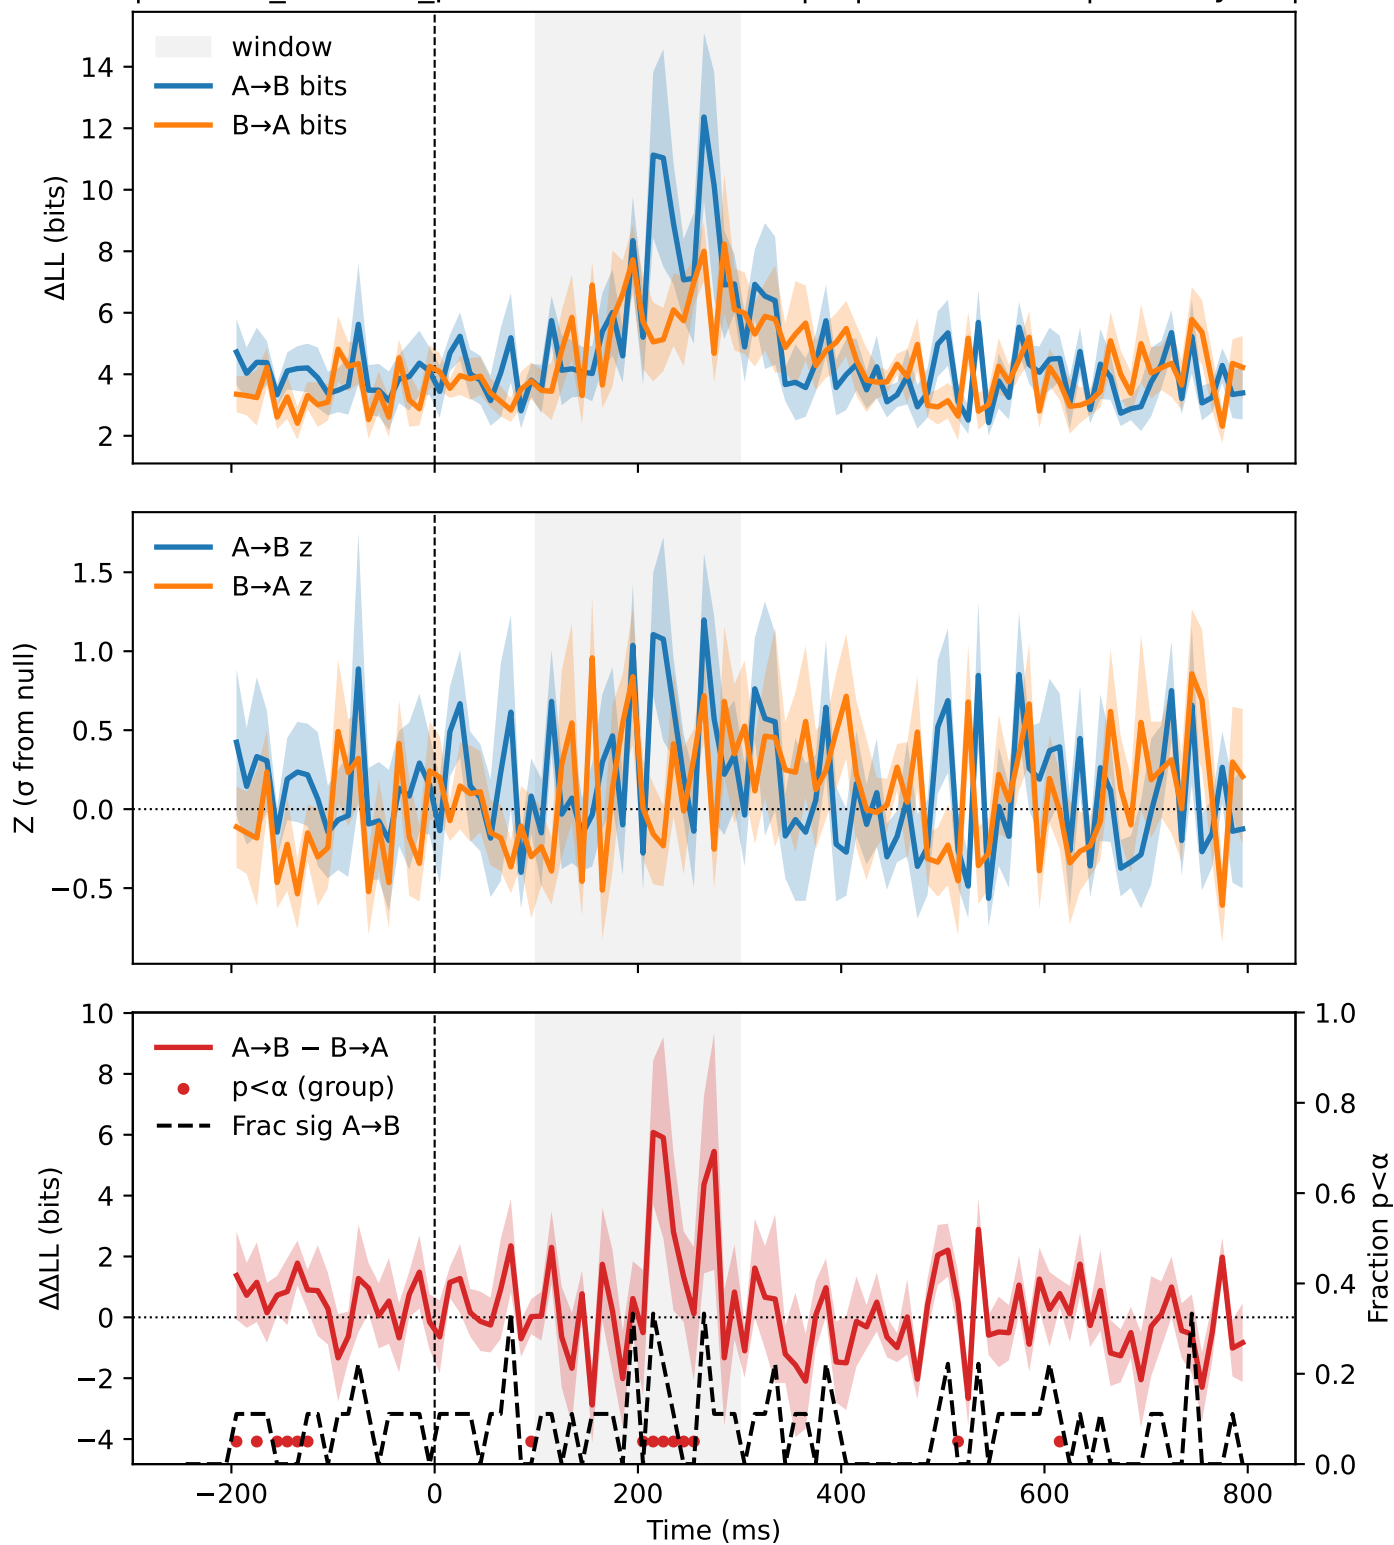 window
A→B bits
B→A bits
14
12
10
8
6
4
2
ΔLL (bits)
A→B z
B→A z
1.5
1.0
0.5
0.0
−0.5
Z (σ from null)
A→B − B→A
p<α (group)
Frac sig A→B
10
8
6
4
2
0
−2
−4
ΔΔLL (bits)
1.0
0.8
0.6
0.4
0.2
0.0
Fraction p<α
−200 0 200 400 600 800
Time (ms)